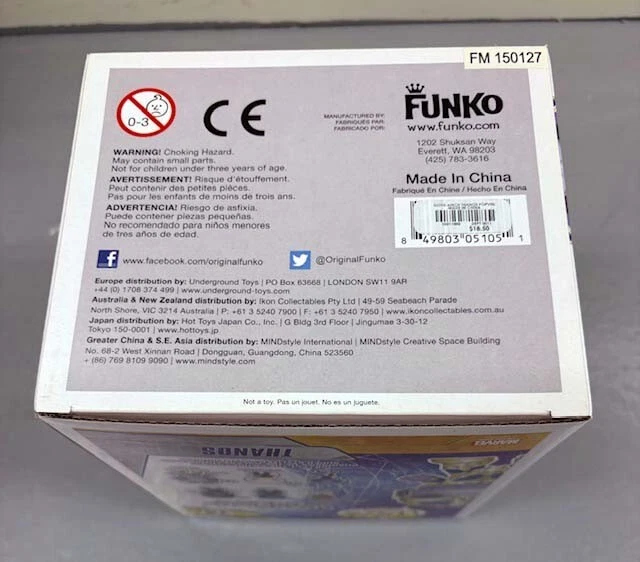 FM 150127
0-3
CE
MANUFACTURED BY:
FABRIQUÉS PAR:
FABRICADO POR:
FUNKO
www.funko.com
1202 Shuksan Way
Everett, WA 98203
(425) 783-3616
Made In China
Fabriqué En Chine / Hecho En China
$18.50
8 49803 05105 1
WARNING! Choking Hazard.
May contain small parts.
Not for children under three years of age.
AVERTISSEMENT! Risque d'étouffement.
Peut contenir des petites pièces.
Pas pour les enfants de moins de trois ans.
ADVERTENCIA! Riesgo de asfixia.
Puede contener piezas pequeñas.
No recomendado para niños menores
de tres años de edad.
f www.facebook.com/originalfunko
@OriginalFunko
Europe distribution by: Underground Toys | PO Box 63668 | LONDON SW11 9AR
+44 (0) 1708 374 499 | www.underground-toys.com
Australia & New Zealand distribution by: Ikon Collectables Pty Ltd | 49-59 Seabeach Parade
North Shore, VIC 3214 Australia | P: +61 3 5240 7900 | F: +61 3 5240 7950 | www.ikoncollectables.com.au
Japan distribution by: Hot Toys Japan Co., Inc. | G Bldg 3rd Floor | Jingumae 3-30-12
Tokyo 150-0001 | www.hottoys.jp
Greater China & S.E. Asia distribution by: MINDstyle International | MINDstyle Creative Space Building
No. 68-2 West Xinnan Road | Dongguan, Guangdong, China 523560
+ (86) 769 8109 9090 | www.mindstyle.com
Not a toy. Pas un jouet. No es un juguete.
MARVEL
THANOS